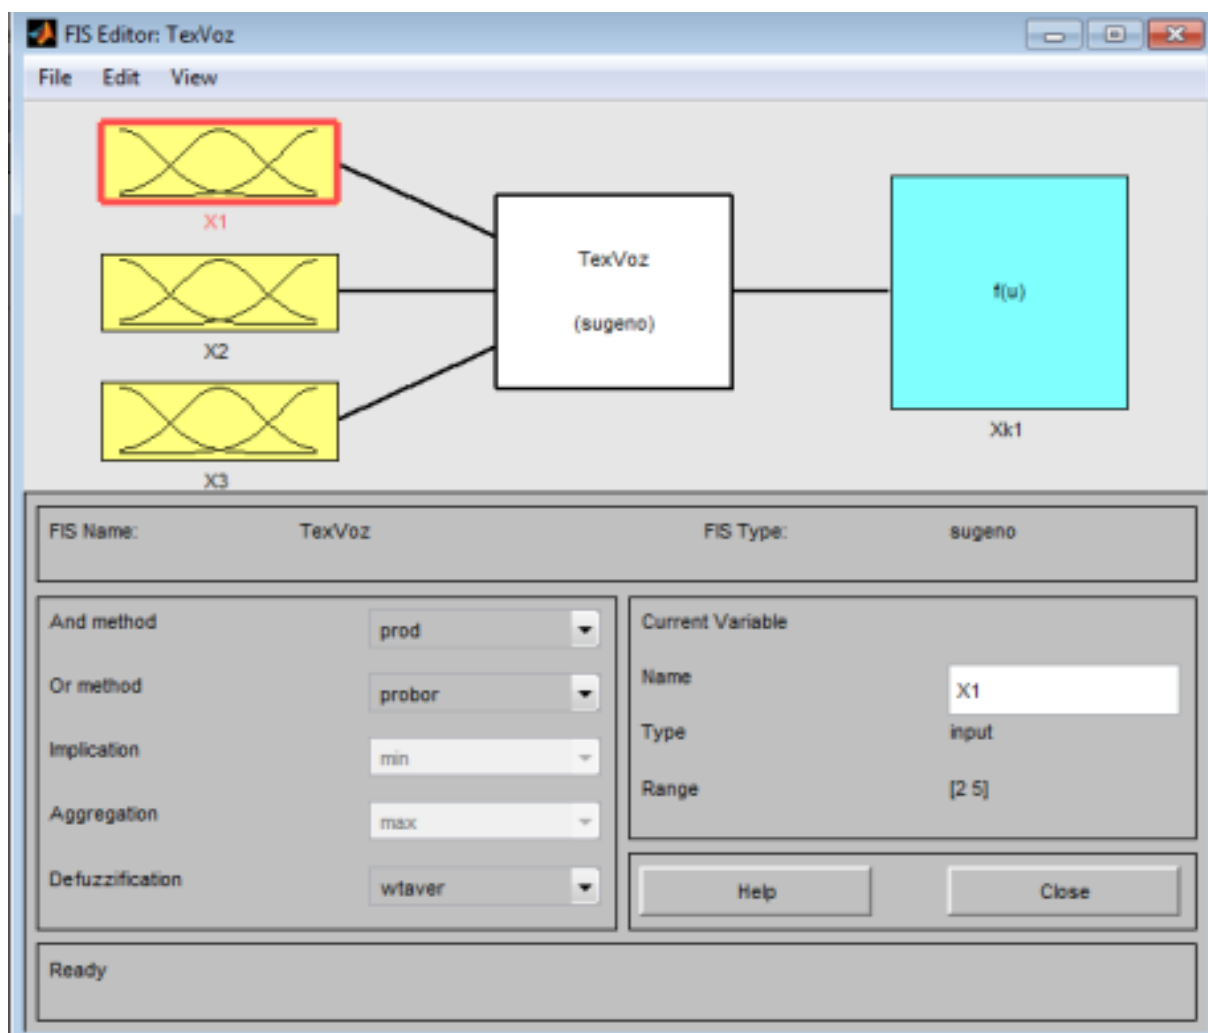 FIS Editor: TexVoz
File Edit View
X1
X2
X3
TexVoz
(sugeno)
f(u)
Xk1
FIS Name: TexVoz FIS Type: sugeno
And method prod
Or method probor
Implication min
Aggregation max
Defuzzification wtaver
Current Variable
Name X1
Type input
Range [2 5]
Help Close
Ready